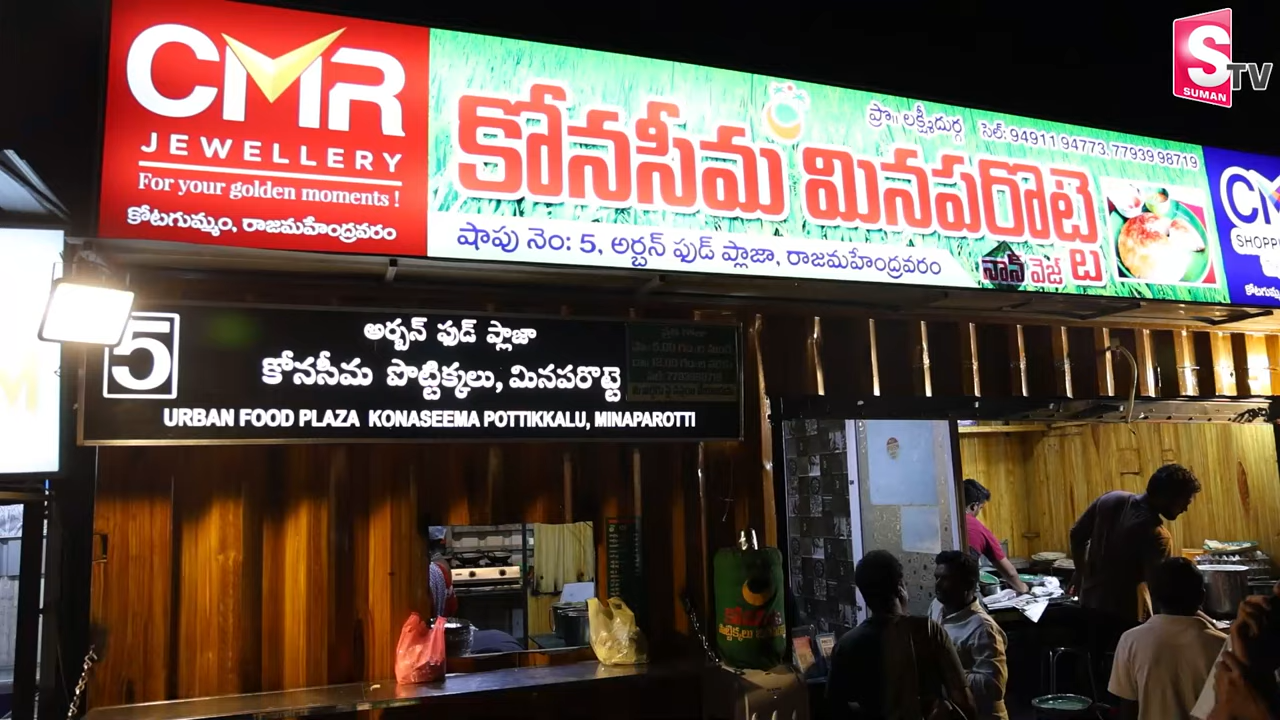 CMR
JEWELLERY
For your golden moments !
కోటగుమ్మం, రాజమహేంద్రవరం
ప్రొ॥ లక్ష్మీదుర్గ సెల్: 94911 94773, 77939 98719
కోనసీమ మినపరొట్టె
షాపు నెం: 5, అర్బన్ ఫుడ్ ప్లాజా, రాజమహేంద్రవరం
నాన్ వెజ్
S
SUMAN
TV
5
అర్బన్ ఫుడ్ ప్లాజా
కోనసీమ పొట్టిక్కలు, మినపరొట్టె
URBAN FOOD PLAZA KONASEEMA POTTIKKALU, MINAPAROTTI